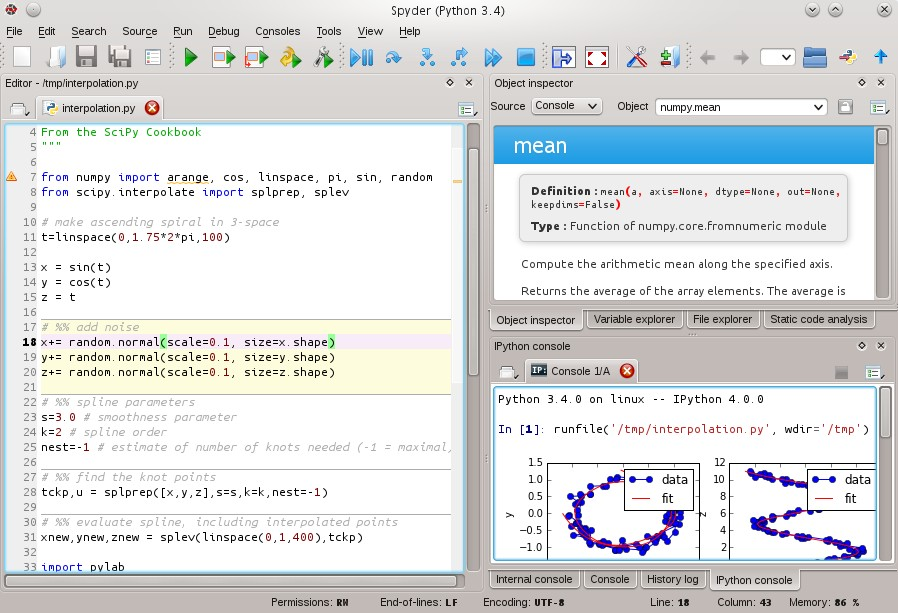 Spyder (Python 3.4)
File Edit Search Source Run Debug Consoles Tools View Help
Editor - /tmp/interpolation.py
interpolation.py
4 From the SciPy Cookbook
5 """
6
7 from numpy import arange, cos, linspace, pi, sin, random
8 from scipy.interpolate import splprep, splev
9
10 # make ascending spiral in 3-space
11 t=linspace(0,1.75*2*pi,100)
12
13 x = sin(t)
14 y = cos(t)
15 z = t
16
17 # %% add noise
18 x+= random.normal(scale=0.1, size=x.shape)
19 y+= random.normal(scale=0.1, size=y.shape)
20 z+= random.normal(scale=0.1, size=z.shape)
21
22 # %% spline parameters
23 s=3.0 # smoothness parameter
24 k=2 # spline order
25 nest=-1 # estimate of number of knots needed (-1 = maximal,
26
27 # %% find the knot points
28 tckp,u = splprep([x,y,z],s=s,k=k,nest=-1)
29
30 # %% evaluate spline, including interpolated points
31 xnew,ynew,znew = splev(linspace(0,1,400),tckp)
32
33 import pylab
Object inspector
Source Console Object numpy.mean
mean
Definition : mean(a, axis=None, dtype=None, out=None,
keepdims=False)
Type : Function of numpy.core.fromnumeric module
Compute the arithmetic mean along the specified axis.
Returns the average of the array elements. The average is
Object inspector Variable explorer File explorer Static code analysis
IPython console
IP: Console 1/A
Python 3.4.0 on linux -- IPython 4.0.0
In [1]: runfile('/tmp/interpolation.py', wdir='/tmp')
1.5
1.0
0.5
0.0
−0.5
−1.0
y
data
fit
12
10
8
6
4
2
z
data
fit
Internal console Console History log IPython console
Permissions: RW End-of-lines: LF Encoding: UTF-8 Line: 18 Column: 43 Memory: 86 %